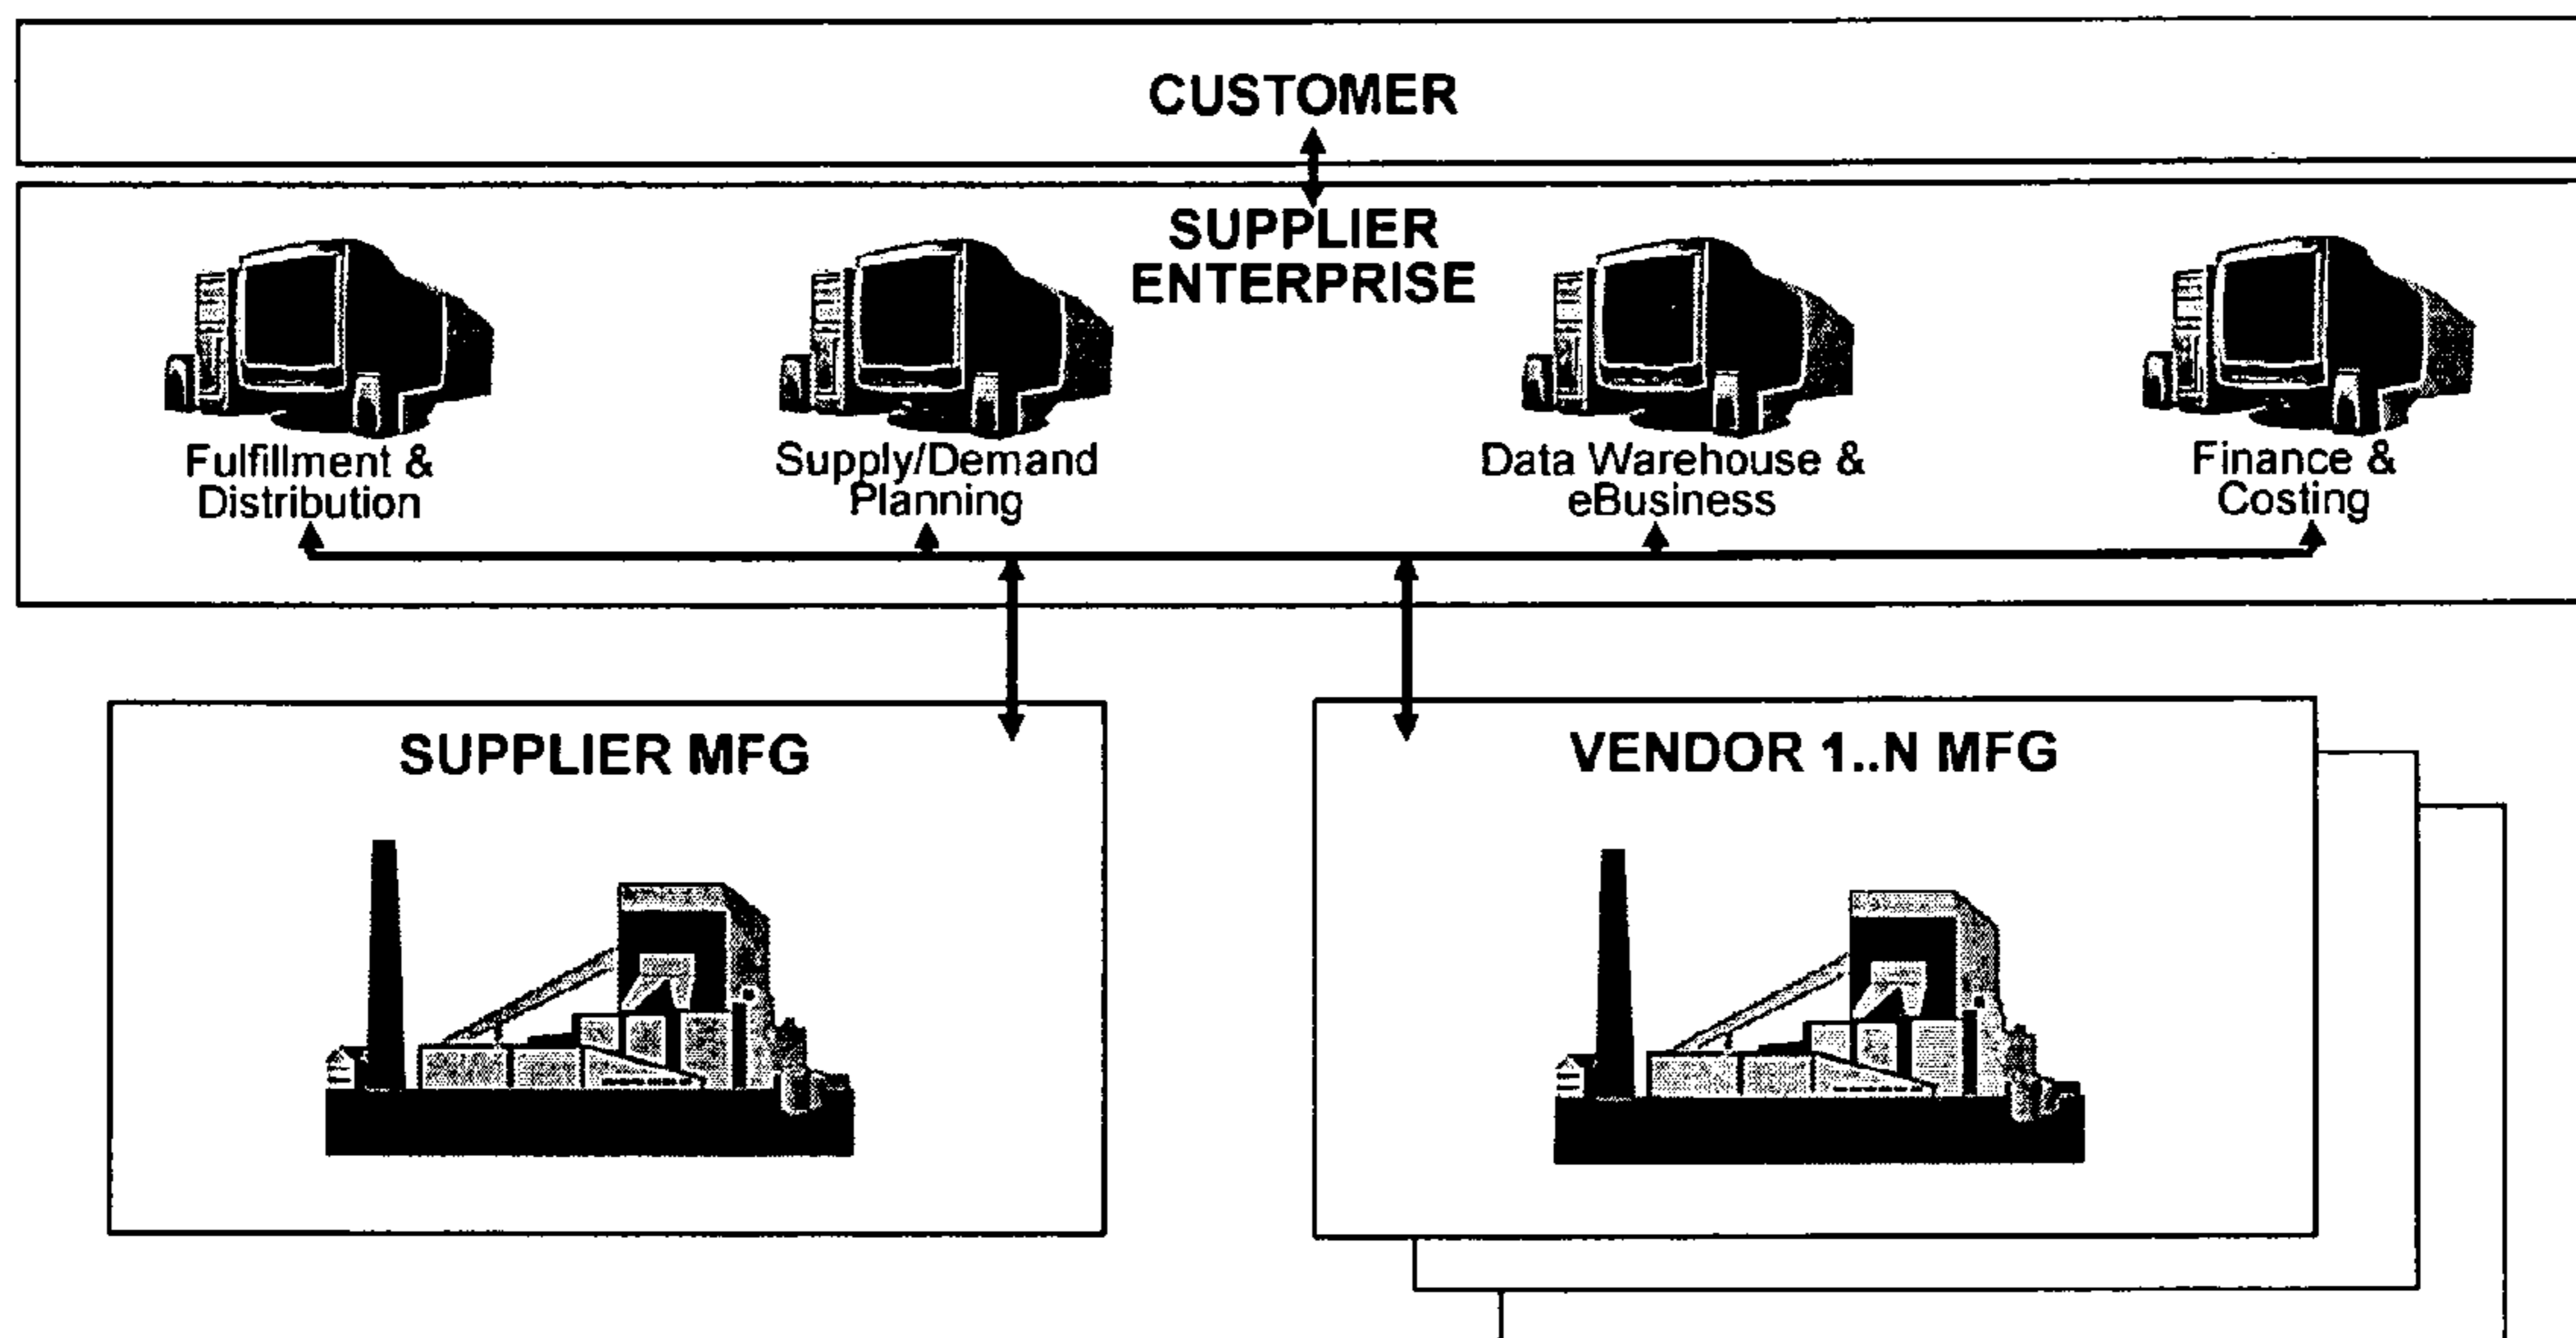 CUSTOMER
SUPPLIER
ENTERPRISE
Fulfillment &
Distribution
Supply/Demand
Planning
Data Warehouse &
eBusiness
Finance &
Costing
SUPPLIER MFG
VENDOR 1..N MFG